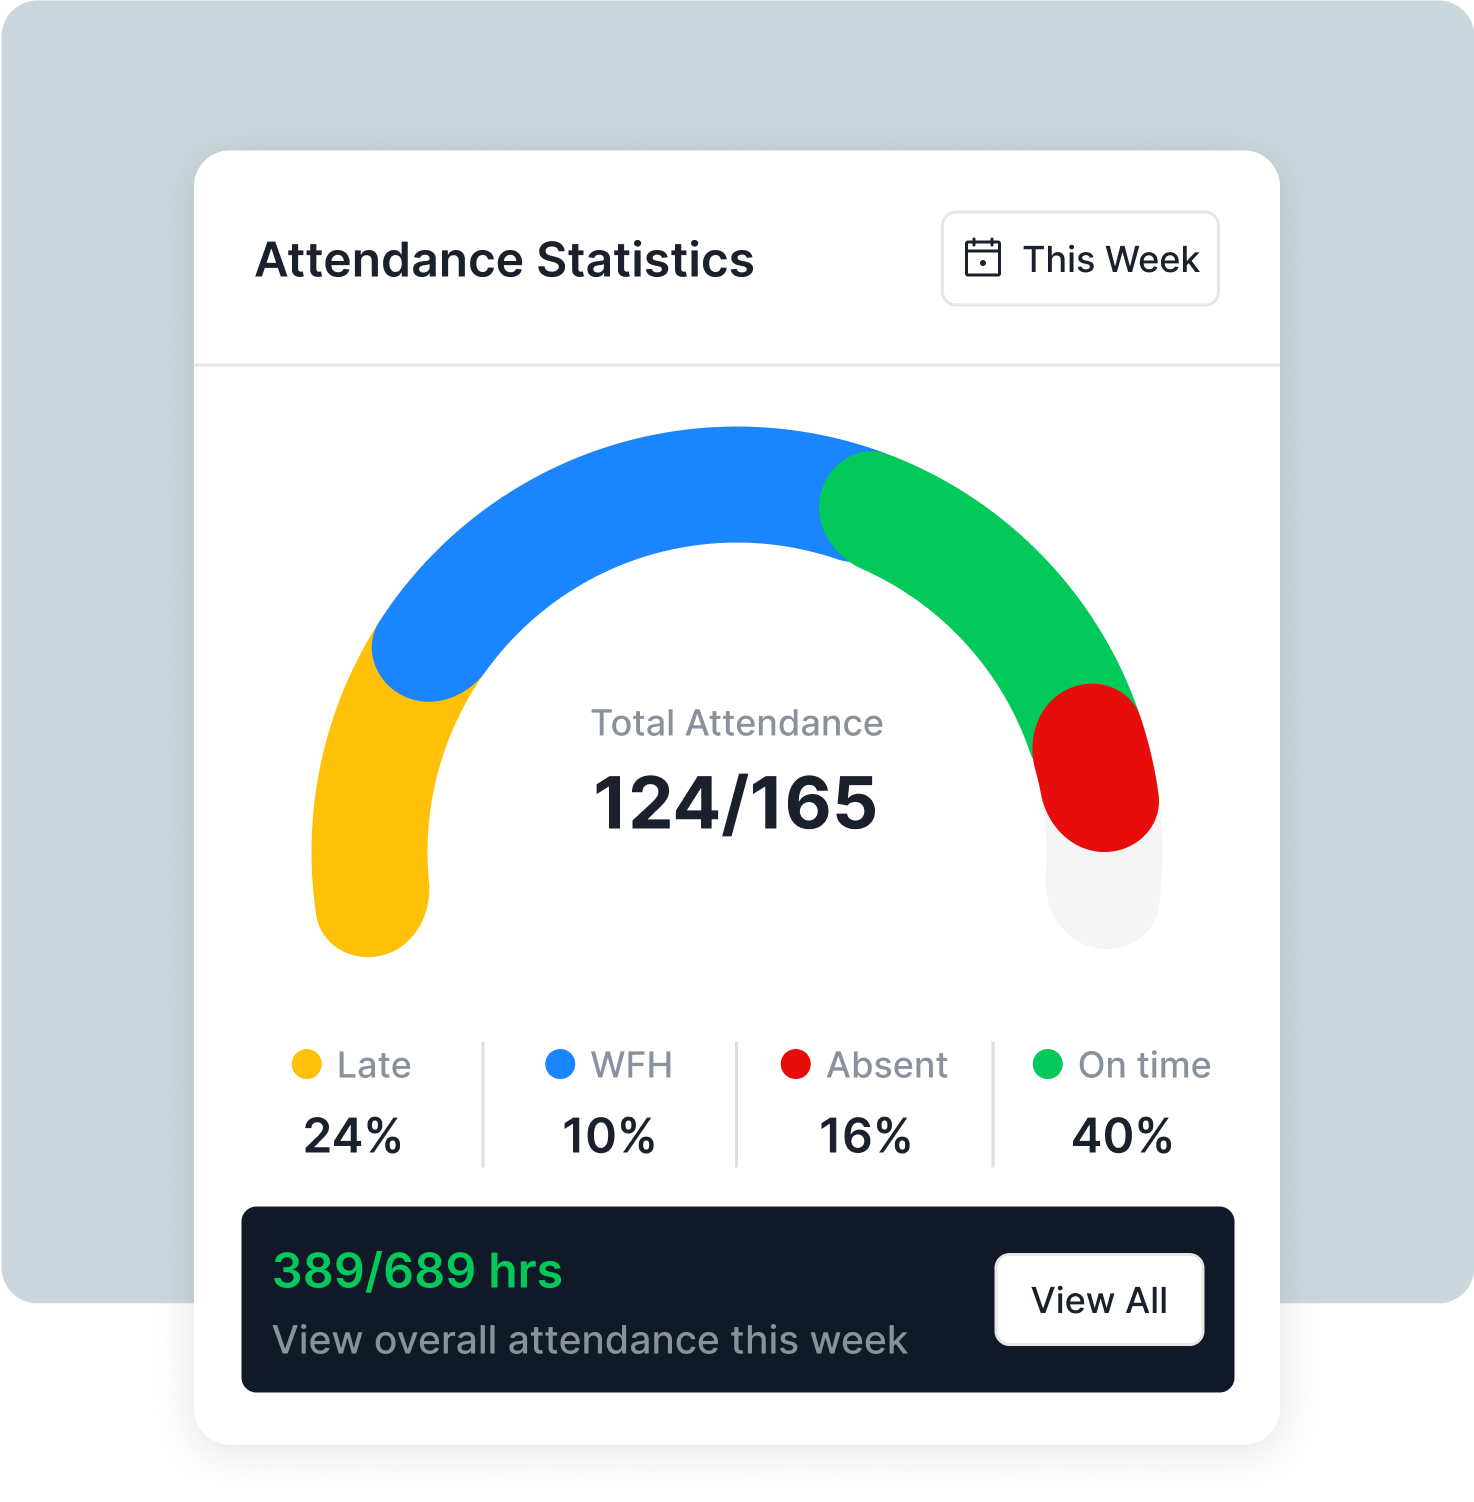 Attendance Statistics
This Week
Total Attendance
124/165
Late
24%
WFH
10%
Absent
16%
On time
40%
389/689 hrs
View overall attendance this week
View All